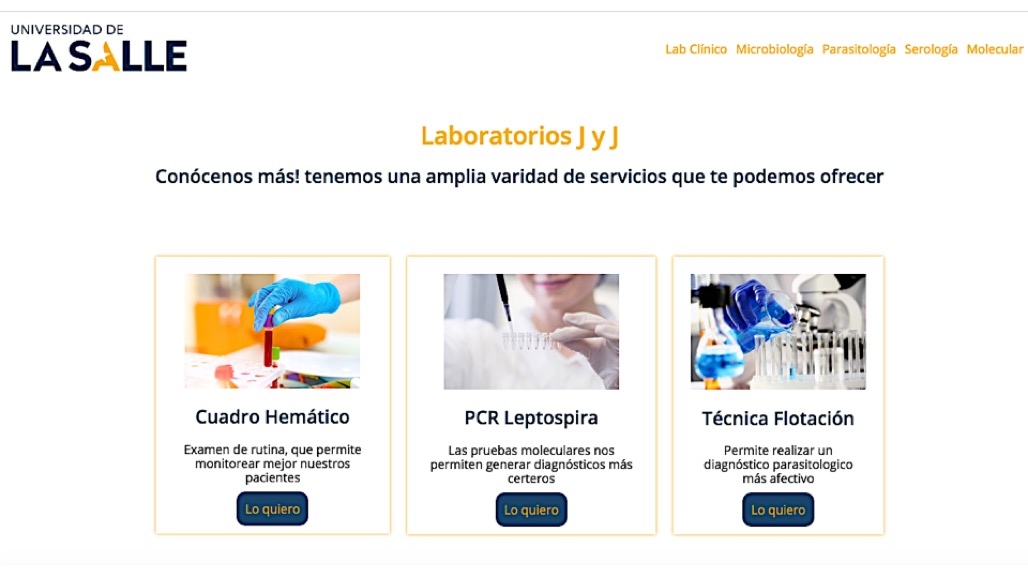 UNIVERSIDAD DE
LA SALLE
Lab Clínico Microbiología Parasitología Serología Molecular
Laboratorios J y J
Conócenos más! tenemos una amplia varidad de servicios que te podemos ofrecer
Cuadro Hemático
Examen de rutina, que permite
monitorear mejor nuestros
pacientes
Lo quiero
PCR Leptospira
Las pruebas moleculares nos
permiten generar diagnósticos más
certeros
Lo quiero
Técnica Flotación
Permite realizar un
diagnóstico parasitologico
más afectivo
Lo quiero